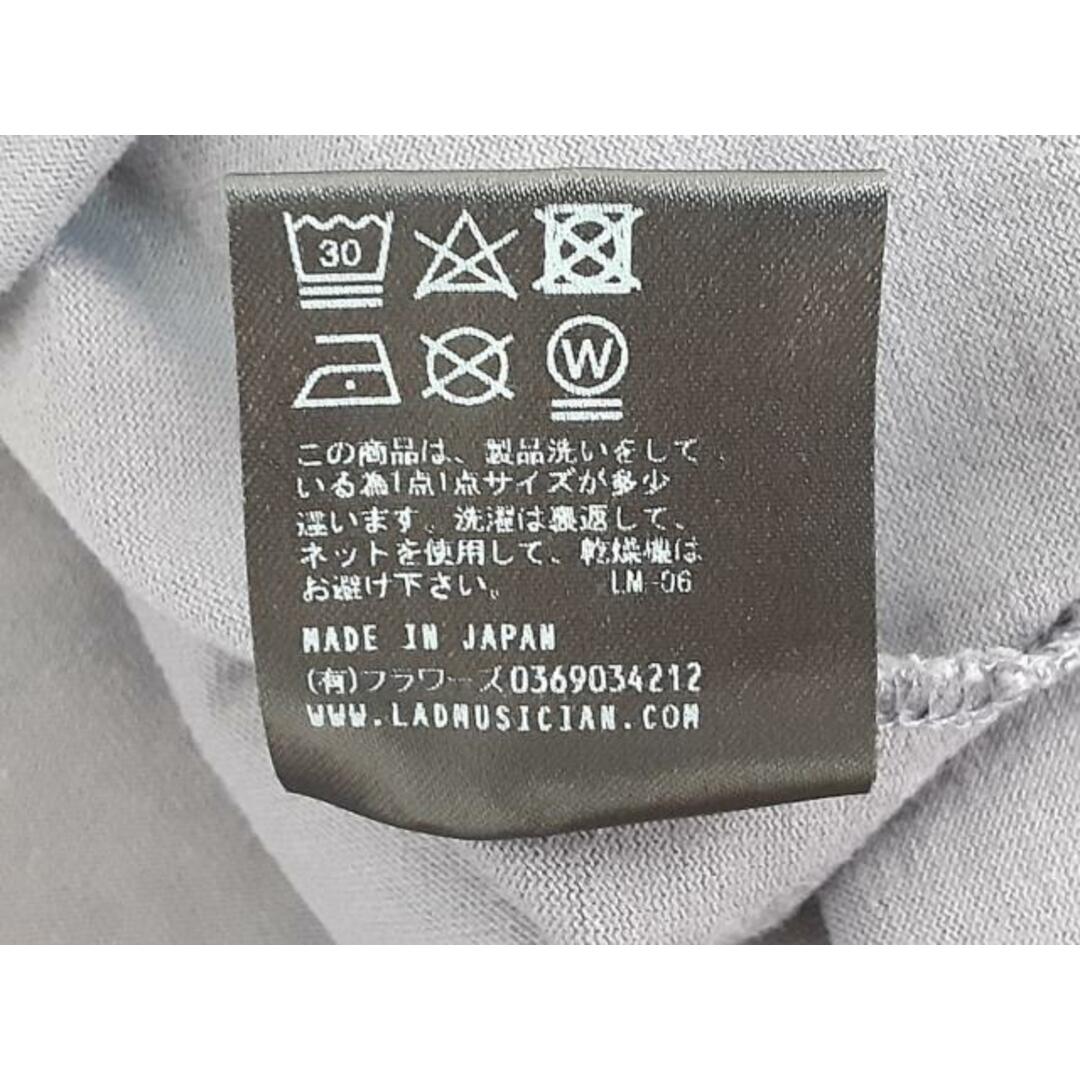 30
W
この商品は、製品洗いをして
いる為1点1点サイズが多少
違います。洗濯は裏返して、
ネットを使用して、乾燥機は
お避け下さい。 LM-06
MADE IN JAPAN
(有)フラワーズ0369034212
WWW.LADMUSICIAN.COM